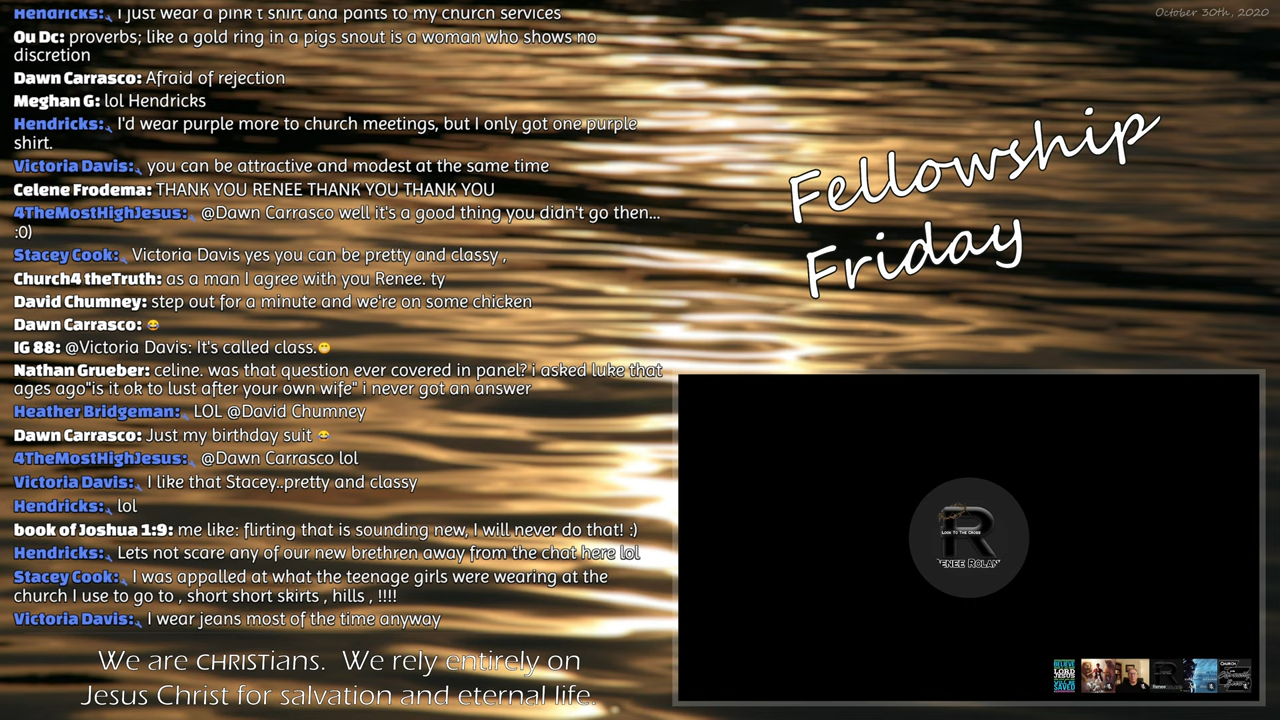 October 30th, 2020
Hendricks: I just wear a pink t shirt and pants to my church services
Ou Dc: proverbs; like a gold ring in a pigs snout is a woman who shows no
discretion
Dawn Carrasco: Afraid of rejection
Meghan G: lol Hendricks
Hendricks: I'd wear purple more to church meetings, but I only got one purple
shirt.
Victoria Davis: you can be attractive and modest at the same time
Celene Frodema: THANK YOU RENEE THANK YOU THANK YOU
4TheMostHighJesus: @Dawn Carrasco well it's a good thing you didn't go then...
:0)
Stacey Cook: Victoria Davis yes you can be pretty and classy ,
Church4 theTruth: as a man I agree with you Renee. ty
David Chumney: step out for a minute and we're on some chicken
Dawn Carrasco: 😂
IG 88: @Victoria Davis: It's called class.😁
Nathan Grueber: celine. was that question ever covered in panel? i asked luke that
ages ago"is it ok to lust after your own wife" i never got an answer
Heather Bridgeman: LOL @David Chumney
Dawn Carrasco: Just my birthday suit 😂
4TheMostHighJesus: @Dawn Carrasco lol
Victoria Davis: I like that Stacey..pretty and classy
Hendricks: lol
book of Joshua 1:9: me like: flirting that is sounding new, I will never do that! :)
Hendricks: Lets not scare any of our new brethren away from the chat here lol
Stacey Cook: I was appalled at what the teenage girls were wearing at the
church I use to go to , short short skirts , hills , !!!!
Victoria Davis: I wear jeans most of the time anyway
We are CHRISTians. We rely entirely on
Jesus Christ for salvation and eternal life.
Fellowship
Friday
R
LOOK TO THE CROSS
RENEE ROLAN
BELIEVE
LORD
JESUS
SAVED
Renee
CHURCH